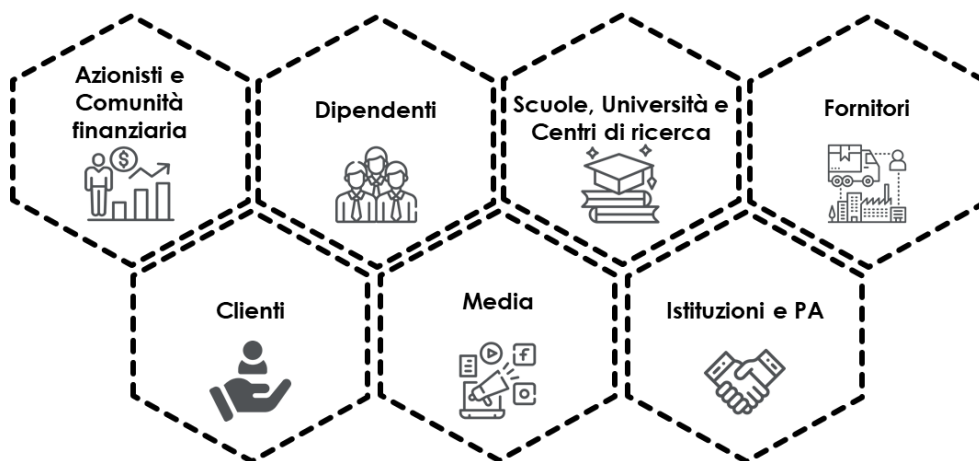 Azionisti e
Comunità
finanziaria
Dipendenti
Scuole, Università e
Centri di ricerca
Fornitori
Clienti
Media
Istituzioni e PA